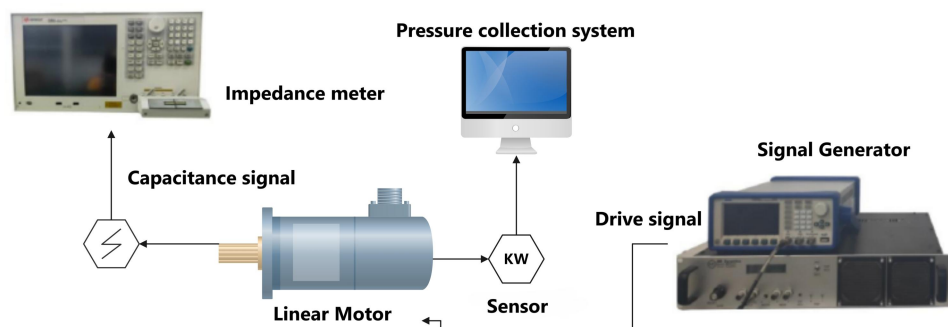 Pressure collection system
Impedance meter
Signal Generator
Capacitance signal
Drive signal
KW
Sensor
Linear Motor